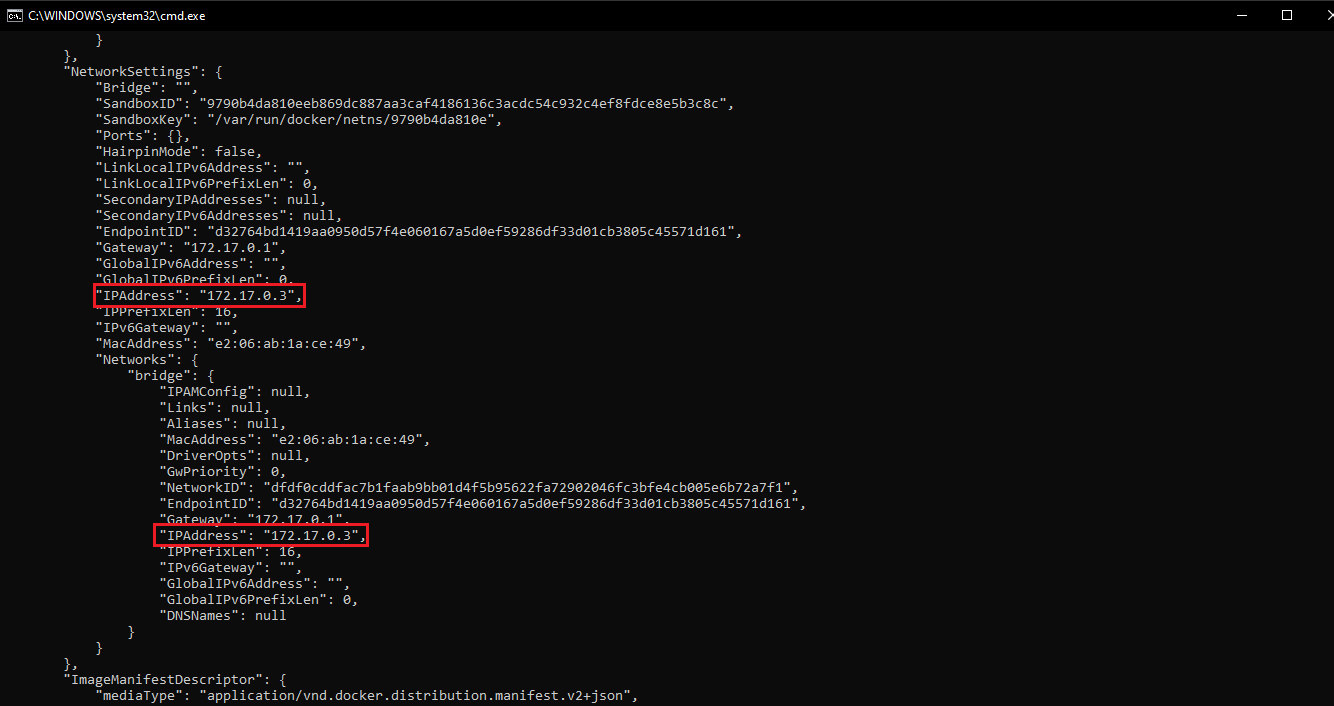 C:\WINDOWS\system32\cmd.exe
}
},
"NetworkSettings": {
"Bridge": "",
"SandboxID": "9790b4da810eeb869dc887aa3caf4186136c3acdc54c932c4ef8fdce8e5b3c8c",
"SandboxKey": "/var/run/docker/netns/9790b4da810e",
"Ports": {},
"HairpinMode": false,
"LinkLocalIPv6Address": "",
"LinkLocalIPv6PrefixLen": 0,
"SecondaryIPAddresses": null,
"SecondaryIPv6Addresses": null,
"EndpointID": "d32764bd1419aa0950d57f4e060167a5d0ef59286df33d01cb3805c45571d161",
"Gateway": "172.17.0.1",
"GlobalIPv6Address": "",
"GlobalIPv6PrefixLen": 0,
"IPAddress": "172.17.0.3",
"IPPrefixLen": 16,
"IPv6Gateway": "",
"MacAddress": "e2:06:ab:1a:ce:49",
"Networks": {
"bridge": {
"IPAMConfig": null,
"Links": null,
"Aliases": null,
"MacAddress": "e2:06:ab:1a:ce:49",
"DriverOpts": null,
"GwPriority": 0,
"NetworkID": "dfdf0cddfac7b1faab9bb01d4f5b95622fa72902046fc3bfe4cb005e6b72a7f1",
"EndpointID": "d32764bd1419aa0950d57f4e060167a5d0ef59286df33d01cb3805c45571d161",
"Gateway": "172.17.0.1",
"IPAddress": "172.17.0.3",
"IPPrefixLen": 16,
"IPv6Gateway": "",
"GlobalIPv6Address": "",
"GlobalIPv6PrefixLen": 0,
"DNSNames": null
}
}
},
"ImageManifestDescriptor": {
"mediaType": "application/vnd.docker.distribution.manifest.v2+json",